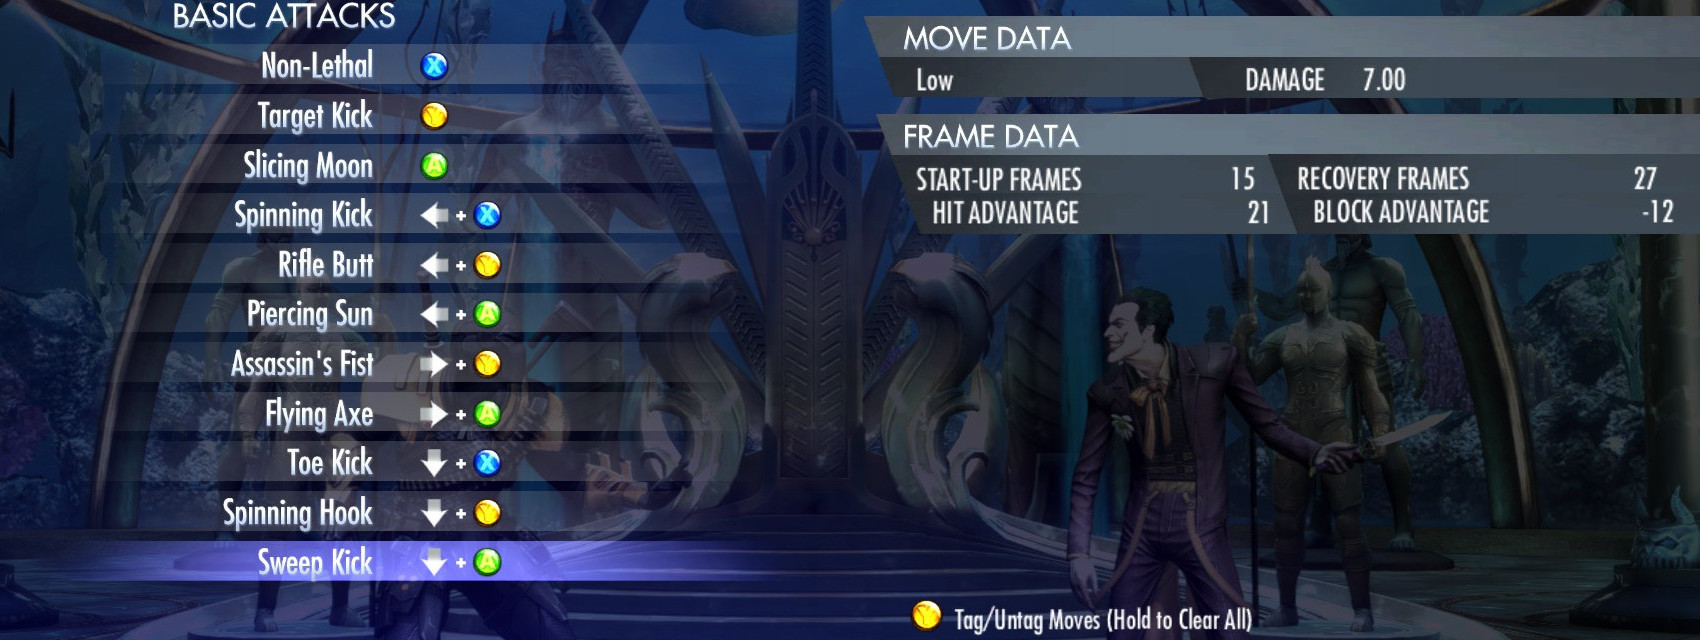 BASIC ATTACKS
Non-Lethal X
Target Kick Y
Slicing Moon A
Spinning Kick + X
Rifle Butt + Y
Piercing Sun + A
Assassin's Fist + Y
Flying Axe + A
Toe Kick + X
Spinning Hook + Y
Sweep Kick + A
MOVE DATA
Low DAMAGE 7.00
FRAME DATA
START-UP FRAMES 15 RECOVERY FRAMES 27
HIT ADVANTAGE 21 BLOCK ADVANTAGE -12
Y Tag/Untag Moves (Hold to Clear All)